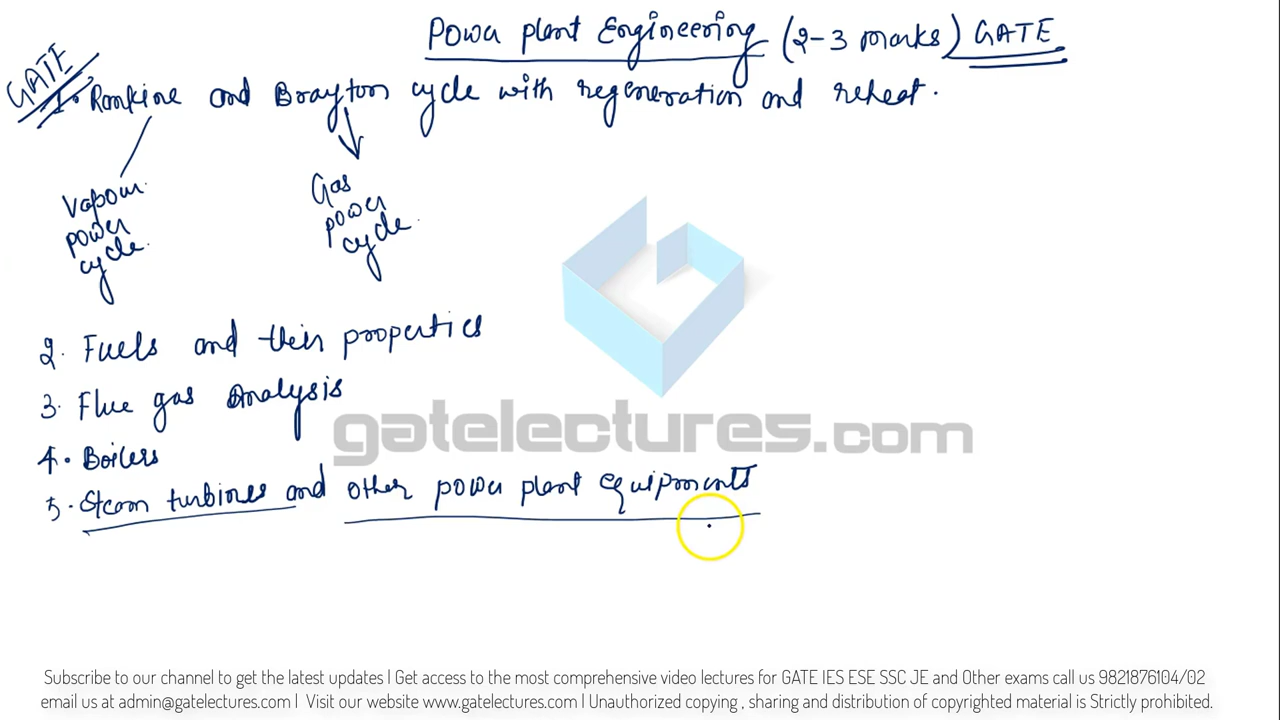 Power plant Engineering (2-3 marks) GATE
GATE
1. Rankine and Brayton cycle with regeneration and reheat.
Vapour power cycle.
Gas power cycle.
2. Fuels and their properties
3. Flue gas Analysis
4. Boilers
5. Steam turbines and other power plant equipments
gatelectures.com
Subscribe to our channel to get the latest updates | Get access to the most comprehensive video lectures for GATE IES ESE SSC JE and Other exams call us 9821876104/02
email us at admin@gatelectures.com | Visit our website www.gatelectures.com | Unauthorized copying , sharing and distribution of copyrighted material is Strictly prohibited.